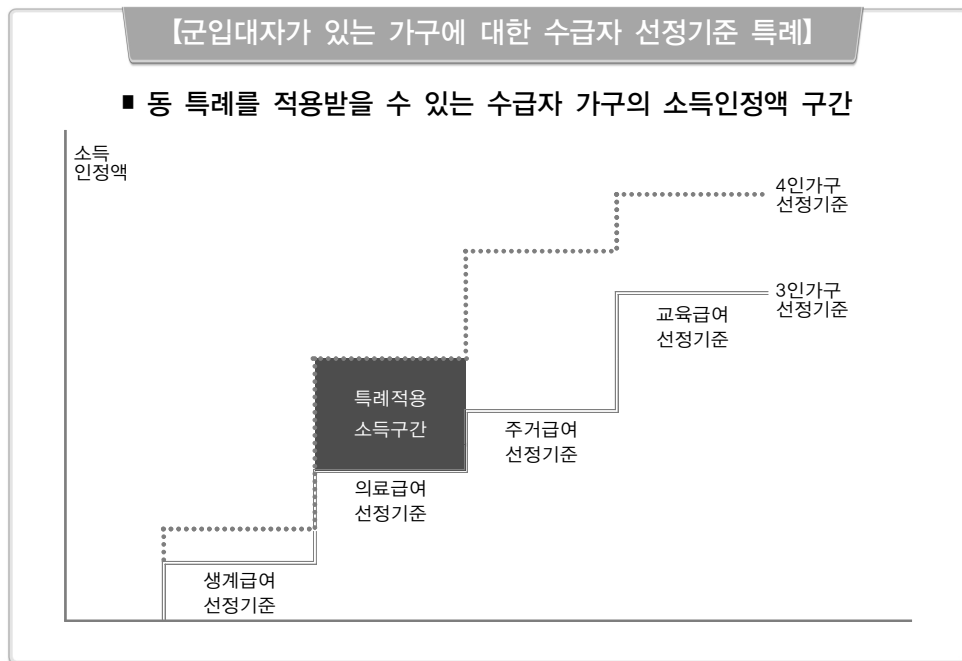 【군입대자가 있는 가구에 대한 수급자 선정기준 특례】
■ 동 특례를 적용받을 수 있는 수급자 가구의 소득인정액 구간
소득
인정액
4인가구
선정기준
3인가구
선정기준
교육급여
선정기준
특례적용
소득구간
주거급여
선정기준
의료급여
선정기준
생계급여
선정기준